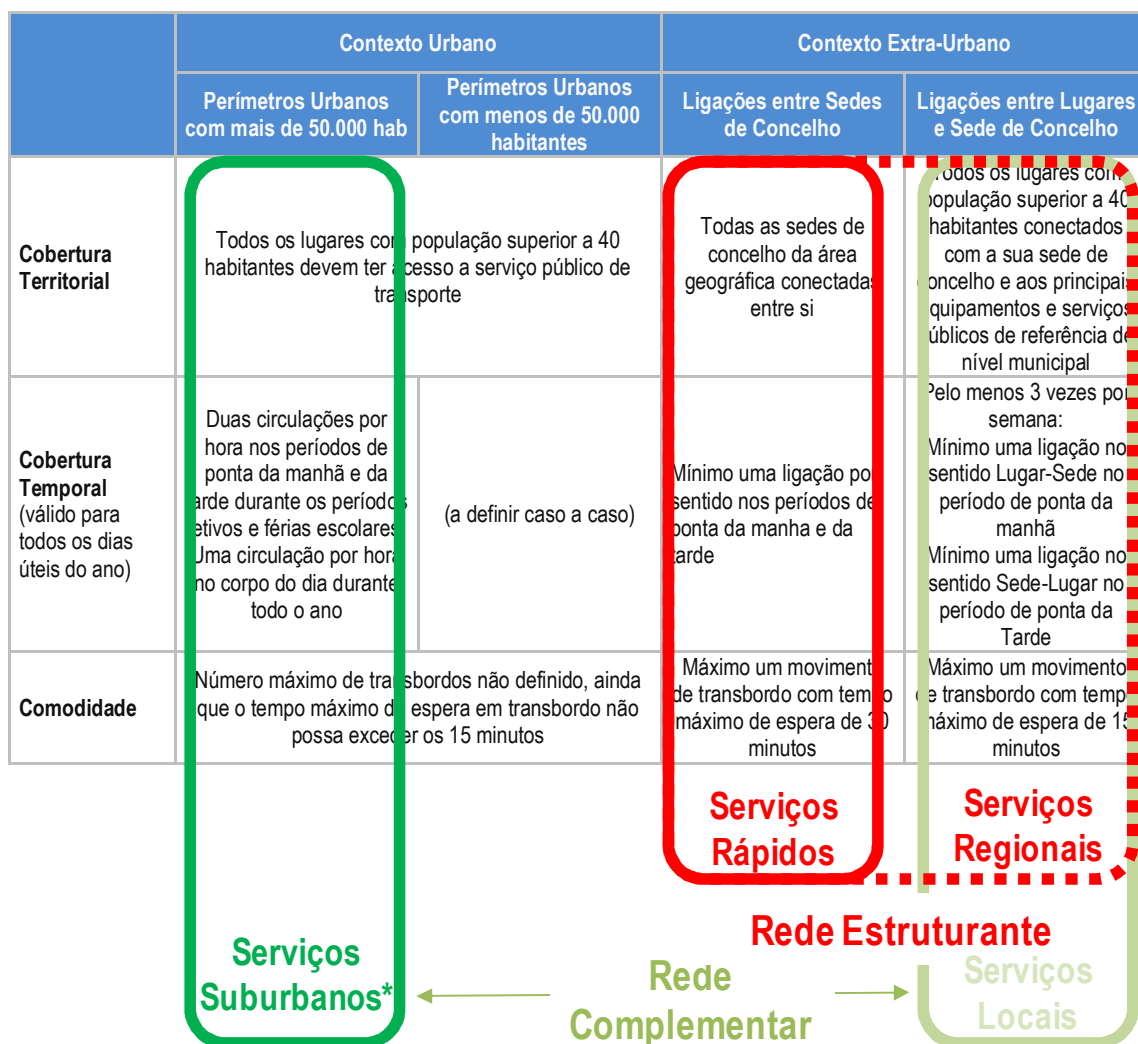 Contexto Urbano
Contexto Extra-Urbano
Perímetros Urbanos
com mais de 50.000 hab
Perímetros Urbanos
com menos de 50.000
habitantes
Ligações entre Sedes
de Concelho
Ligações entre Lugares
e Sede de Concelho
Cobertura
Territorial
Todos os lugares com população superior a 40
habitantes devem ter acesso a serviço público de
transporte
Todas as sedes de
concelho da área
geográfica conectadas
entre si
Todos os lugares com
população superior a 40
habitantes conectados
com a sua sede de
concelho e aos principais
equipamentos e serviços
públicos de referência de
nível municipal
Cobertura
Temporal
(válido para
todos os dias
úteis do ano)
Duas circulações por
hora nos períodos de
ponta da manhã e da
tarde durante os períodos
letivos e férias escolares
Uma circulação por hora
no corpo do dia durante
todo o ano
(a definir caso a caso)
Mínimo uma ligação por
sentido nos períodos de
ponta da manha e da
tarde
Pelo menos 3 vezes por
semana:
Mínimo uma ligação no
sentido Lugar-Sede no
período de ponta da
manhã
Mínimo uma ligação no
sentido Sede-Lugar no
período de ponta da
Tarde
Comodidade
Número máximo de transbordos não definido, ainda
que o tempo máximo de espera em transbordo não
possa exceder os 15 minutos
Máximo um movimento
de transbordo com tempo
máximo de espera de 30
minutos
Máximo um movimento
de transbordo com tempo
máximo de espera de 15
minutos
Serviços
Rápidos
Serviços
Regionais
Rede Estruturante
Serviços
Suburbanos*
Rede
Complementar
Serviços
Locais